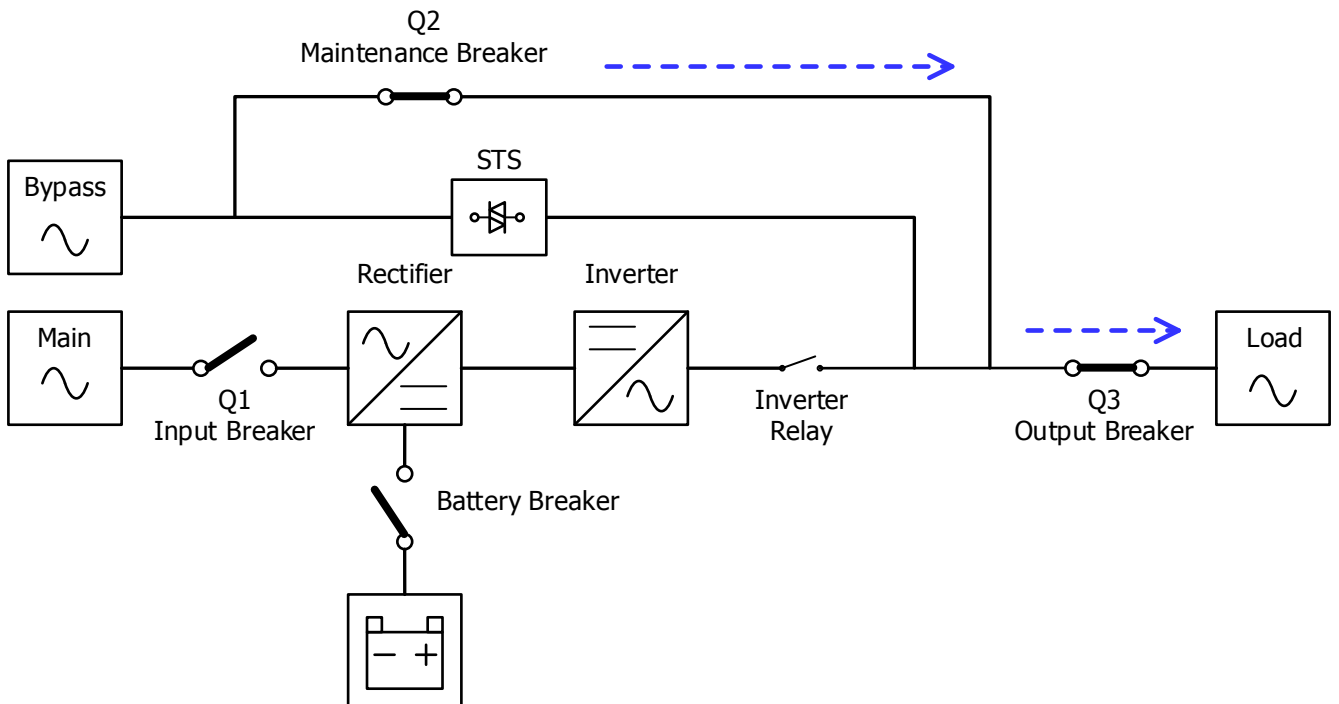 Q2
Maintenance Breaker
STS
Bypass
Rectifier
Inverter
Main
Load
Q1
Input Breaker
Inverter
Relay
Q3
Output Breaker
Battery Breaker